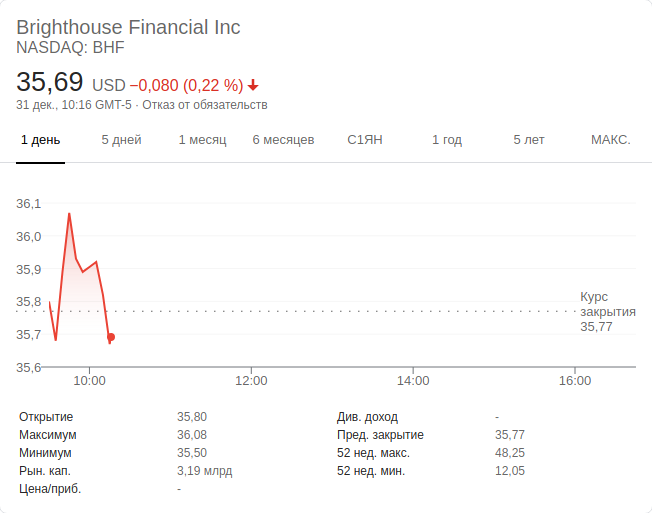 Brighthouse Financial Inc
NASDAQ: BHF
35,69 USD −0,080 (0,22 %)
31 дек., 10:16 GMT-5 · Отказ от обязательств
1 день 5 дней 1 месяц 6 месяцев С1ЯН 1 год 5 лет МАКС.
36,1
36,0
35,9
35,8
35,7
35,6
Курс
закрытия
35,77
10:00 12:00 14:00 16:00
Открытие 35,80 Див. доход -
Максимум 36,08 Пред. закрытие 35,77
Минимум 35,50 52 нед. макс. 48,25
Рын. кап. 3,19 млрд 52 нед. мин. 12,05
Цена/приб. -